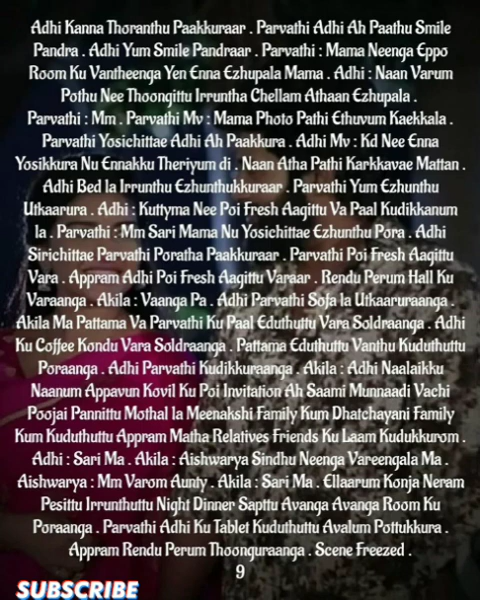 Adhi Kanna Thoranthu Paakkuraar . Parvathi Adhi Ah Paathu Smile
Pandra . Adhi Yum Smile Pandraar . Parvathi : Mama Neenga Eppo
Room Ku Vantheenga Yen Enna Ezhupala Mama . Adhi : Naan Varum
Pothu Nee Thoongittu Irruntha Chellam Athaan Ezhupala .
Parvathi : Mm . Parvathi Mv : Mama Photo Pathi Ethuvum Kaekkala .
Parvathi Yosichittae Adhi Ah Paakkura . Adhi Mv : Kd Nee Enna
Yosikkura Nu Ennakku Theriyum di . Naan Atha Pathi Karkkavae Mattan .
Adhi Bed la Irrunthu Ezhunthukkuraar . Parvathi Yum Ezhunthu
Utkaarura . Adhi : Kuttyma Nee Poi Fresh Aagittu Va Paal Kudikkanum
la . Parvathi : Mm Sari Mama Nu Yosichittae Ezhunthu Pora . Adhi
Sirichittae Parvathi Poratha Paakkuraar . Parvathi Poi Fresh Aagittu
Vara . Appram Adhi Poi Fresh Aagittu Varaar . Rendu Perum Hall Ku
Varaanga . Akila : Vaanga Pa . Adhi Parvathi Sofa la Utkaaruraanga .
Akila Ma Pattama Va Parvathi Ku Paal Eduthuttu Vara Soldraanga . Adhi
Ku Coffee Kondu Vara Soldraanga . Pattama Eduthuttu Vanthu Kuduthuttu
Poraanga . Adhi Parvathi Kudikkuraanga . Akila : Adhi Naalaikku
Naanum Appavun Kovil Ku Poi Invitation Ah Saami Munnaadi Vachi
Poojai Pannittu Mothal la Meenakshi Family Kum Dhatchayani Family
Kum Kuduthuttu Appram Matha Relatives Friends Ku Laam Kudukkurom .
Adhi : Sari Ma . Akila : Aishwarya Sindhu Neenga Vareengala Ma .
Aishwarya : Mm Varom Aunty . Akila : Sari Ma . Ellaarum Konja Neram
Pesittu Irrunthuttu Night Dinner Sapttu Avanga Avanga Room Ku
Poraanga . Parvathi Adhi Ku Tablet Kuduthuttu Avalum Pottukkura .
Appram Rendu Perum Thoonguraanga . Scene Freezed .
9
SUBSCRIBE